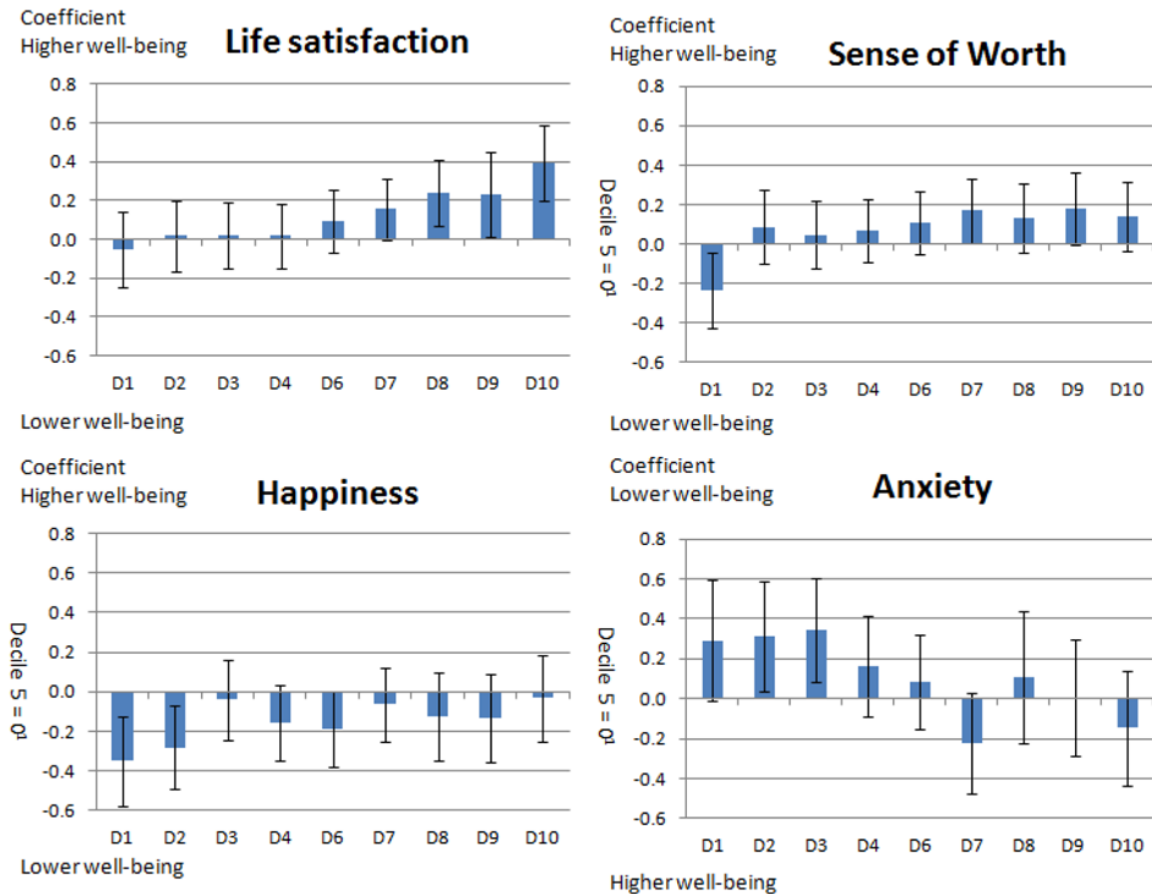 Coefficient
Higher well-being
Life satisfaction
0.8
0.6
0.4
0.2
0.0
-0.2
-0.4
-0.6
D1 D2 D3 D4 D6 D7 D8 D9 D10
Lower well-being
Coefficient
Higher well-being
Sense of Worth
Decile 5 = 0¹
0.8
0.6
0.4
0.2
0.0
-0.2
-0.4
-0.6
D1 D2 D3 D4 D6 D7 D8 D9 D10
Lower well-being
Coefficient
Higher well-being
Happiness
Decile 5 = 0¹
0.8
0.6
0.4
0.2
0.0
-0.2
-0.4
-0.6
D1 D2 D3 D4 D6 D7 D8 D9 D10
Lower well-being
Coefficient
Lower well-being
Anxiety
Decile 5 = 0¹
0.8
0.6
0.4
0.2
0.0
-0.2
-0.4
-0.6
D1 D2 D3 D4 D6 D7 D8 D9 D10
Higher well-being